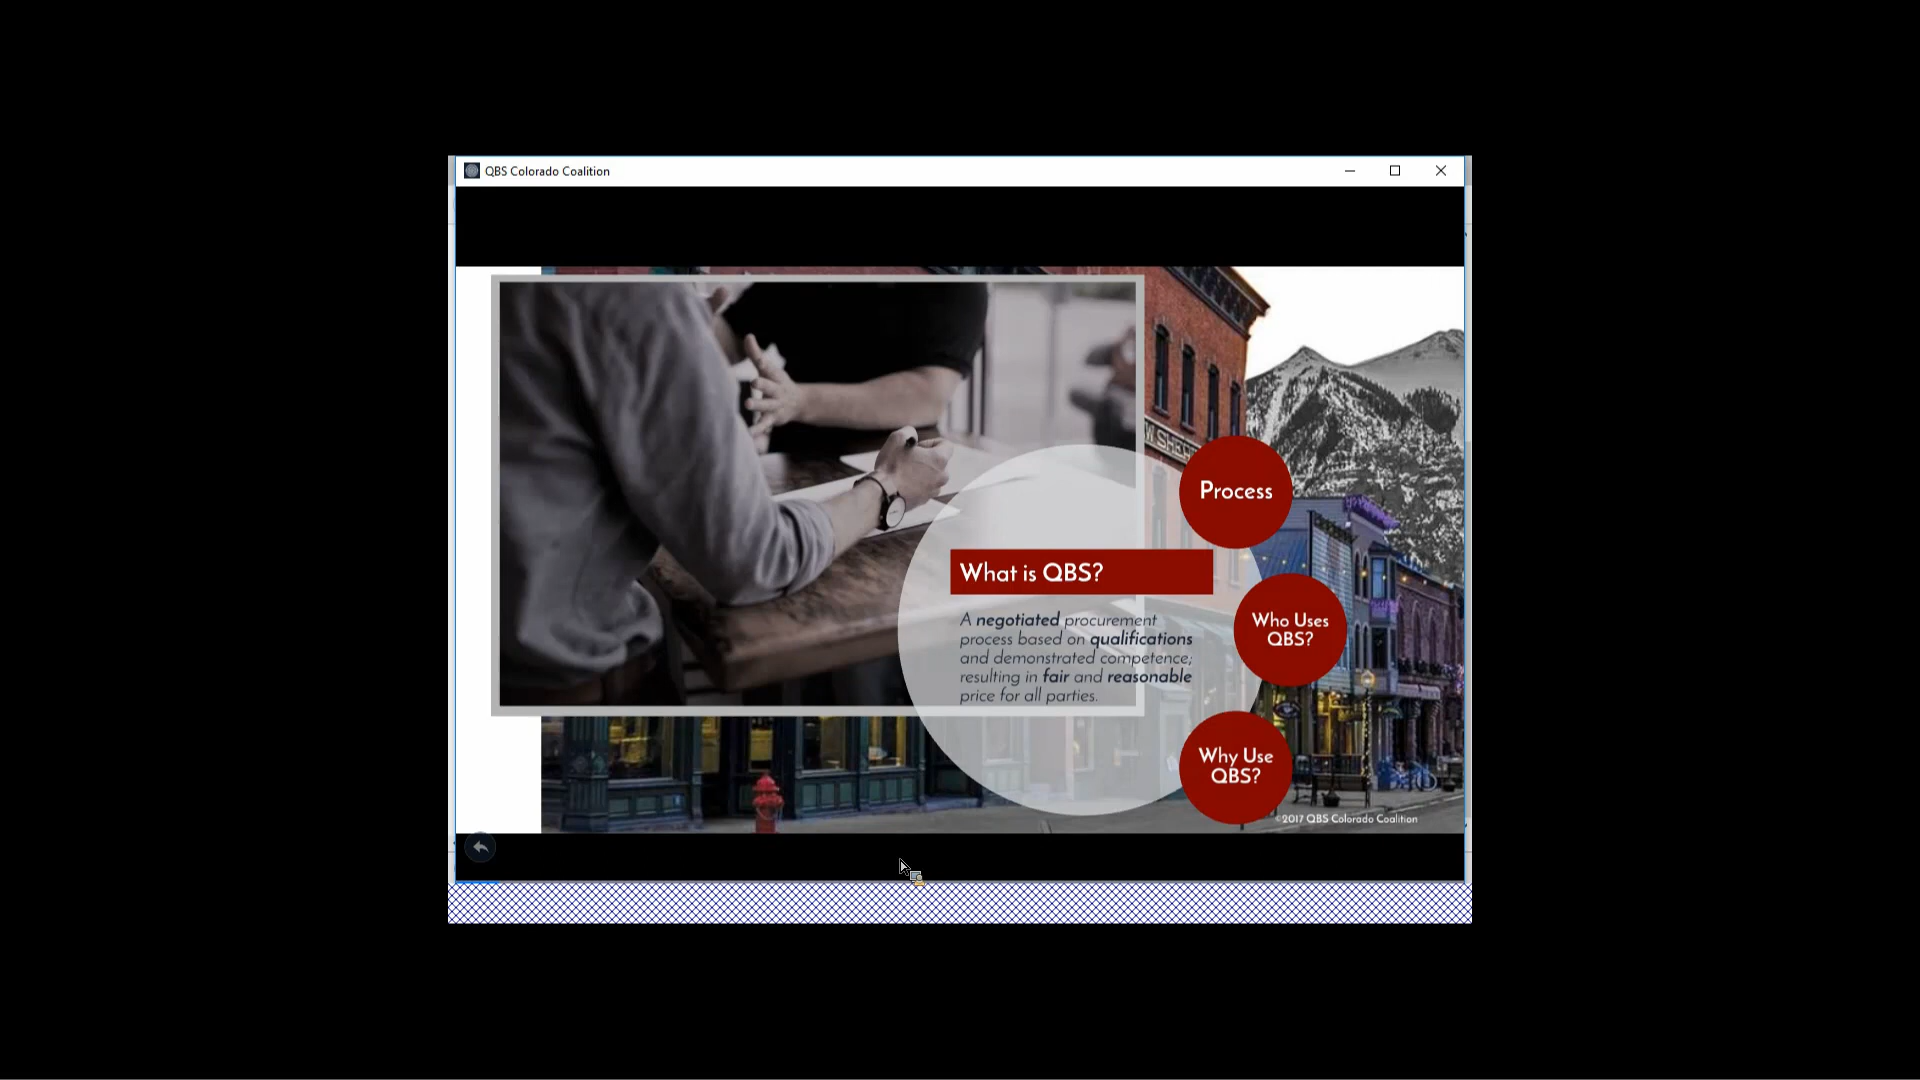 QBS Colorado Coalition
W SHER
Process
What is QBS?
A negotiated procurement
process based on qualifications
and demonstrated competence;
resulting in fair and reasonable
price for all parties.
Who Uses
QBS?
Why Use
QBS?
©2017 QBS Colorado Coalition